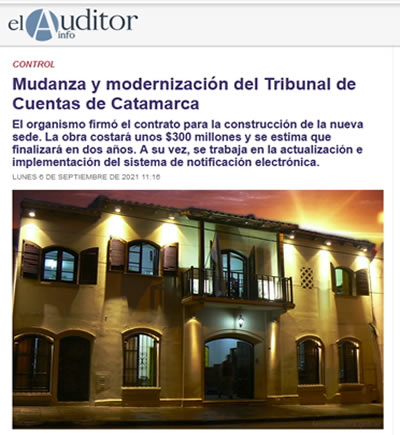 el Auditor
info
CONTROL
Mudanza y modernización del Tribunal de
Cuentas de Catamarca
El organismo firmó el contrato para la construcción de la nueva
sede. La obra costará unos $300 millones y se estima que
finalizará en dos años. A su vez, se trabaja en la actualización e
implementación del sistema de notificación electrónica.
LUNES 6 DE SEPTIEMBRE DE 2021 11:16